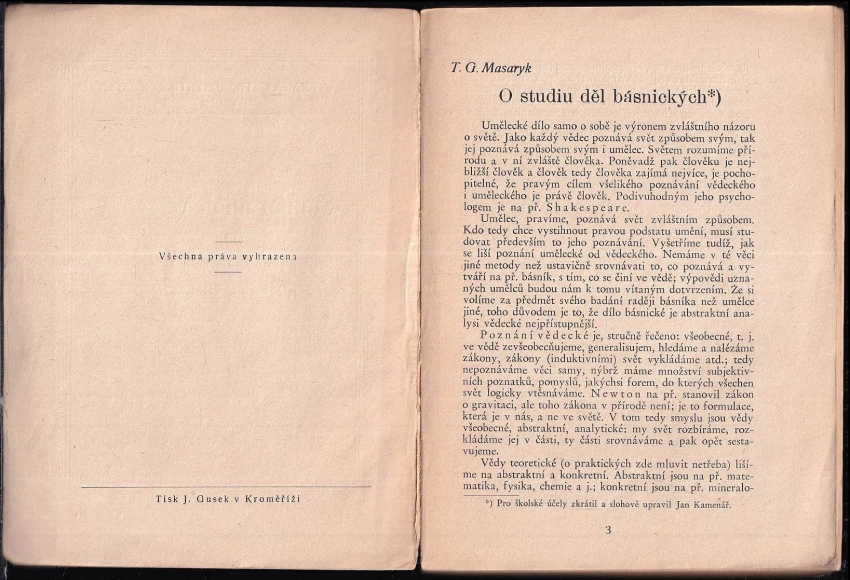 Všechna práva vyhrazena
Tisk J. Gusek v Kroměříži
T. G. Masaryk
O studiu děl básnických*)
Umělecké dílo samo o sobě je výronem zvláštního názoru
o světě. Jako každý vědec poznává svět způsobem svým, tak
jej poznává způsobem svým i umělec. Světem rozumíme pří-
rodu a v ní zvláště člověka. Poněvadž pak člověku je nej-
bližší člověk a člověk tedy člověka zajímá nejvíce, je pocho-
pitelné, že pravým cílem všelikého poznávání vědeckého
i uměleckého je právě člověk. Podivuhodným jeho psycho-
logem je na př. Shakespeare.
Umělec, pravíme, poznává svět zvláštním způsobem.
Kdo tedy chce vystihnout pravou podstatu umění, musí stu-
dovat především to jeho poznávání. Vyšetříme tudíž, jak
se liší poznání umělecké od vědeckého. Nemáme v té věci
jiné metody než ustavičně srovnávati to, co poznává a vy-
tváří na př. básník, s tím, co se činí ve vědě; výpovědi uzna-
ných umělců budou nám k tomu vítaným dotvrzením. Že si
volíme za předmět svého badání raději básníka než umělce
jiné, toho důvodem je to, že dílo básnické je abstraktní ana-
lysi vědecké nejpřístupnější.
Poznání vědecké je, stručně řečeno: všeobecné, t. j.
ve vědě zevšeobecňujeme, generalisujem, hledáme a nalézáme
zákony, zákony (induktivními) svět vykládáme atd.; tedy
nepoznáváme věci samy, nýbrž máme množství subjektiv-
ních poznatků, pomyslů, jakýchsi forem, do kterých všechen
svět logicky vtěsnáváme. Newton na př. stanovil zákon
o gravitaci, ale toho zákona v přírodě není; je to formulace,
která je v nás, a ne ve světě. V tom tedy smyslu jsou vědy
všeobecné, abstraktní, analytické; my svět rozbíráme, roz-
kládáme jej v části, ty části srovnáváme a pak opět sesta-
vujeme.
Vědy teoretické (o praktických zde mluvit netřeba) liší-
me na abstraktní a konkretní. Abstraktní jsou na př. mate-
matika, fysika, chemie a j.; konkretní jsou na př. mineralo-
*) Pro školské účely zkrátil a slohově upravil Jan Kamenář.
3